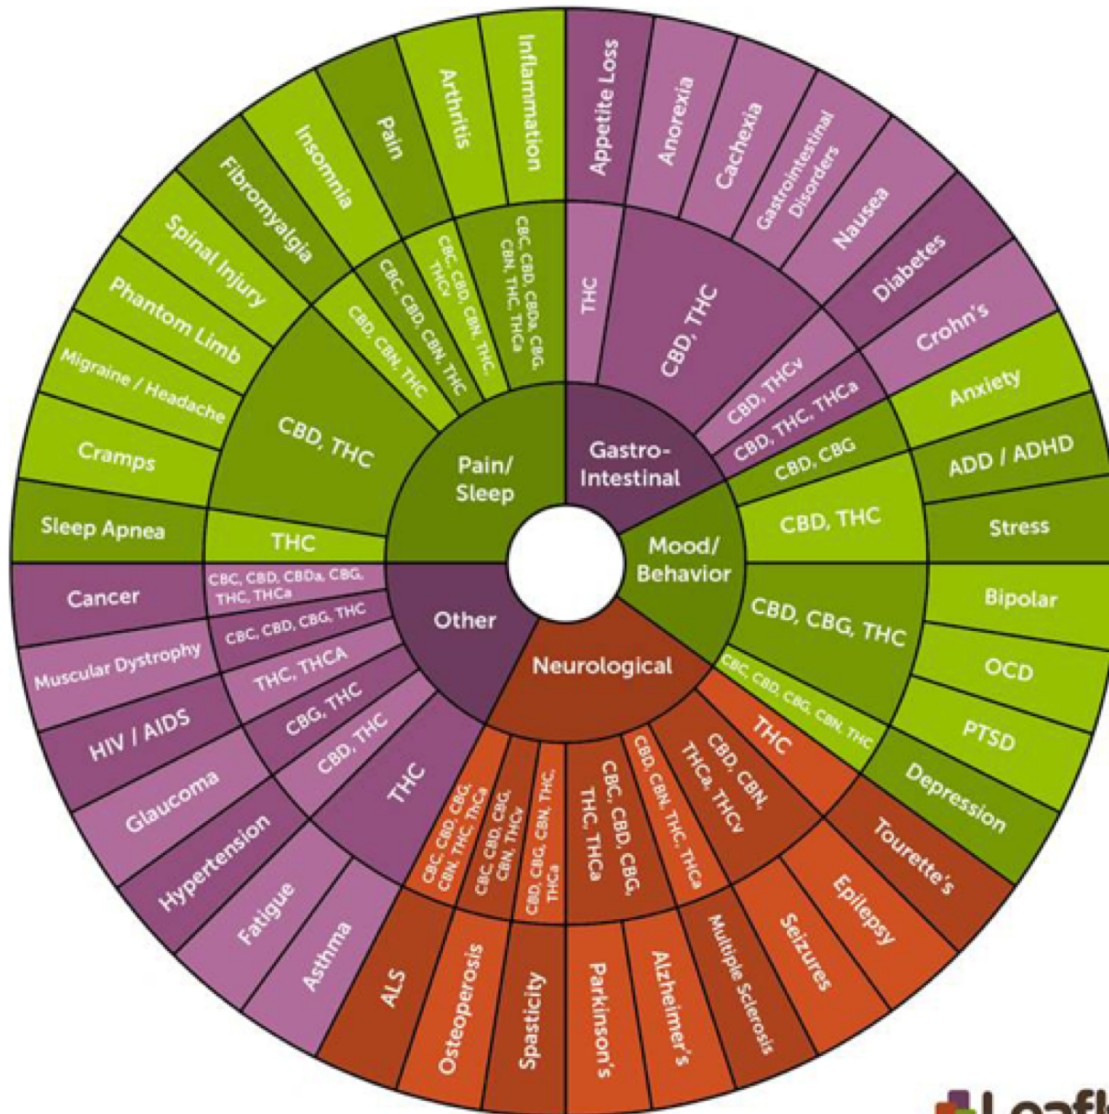 Pain/
Sleep
Inflammation
CBC, CBD, CBDa, CBG,
CBN, THC, THCa
Arthritis
CBC, CBD, CBN, THC,
THCv
Pain
CBC, CBD, CBN, THC
Insomnia
CBD, CBN, THC
Fibromyalgia
CBD, THC
Spinal Injury
Phantom Limb
Migraine / Headache
Cramps
THC
Sleep Apnea
Gastro-
Intestinal
THC
Appetite Loss
CBD, THC
Anorexia
Cachexia
Gastrointestinal
Disorders
Nausea
CBD, THCv
Diabetes
CBD, THC, THCa
Crohn's
Mood/
Behavior
CBD, CBG
Anxiety
CBD, THC
ADD / ADHD
Stress
CBD, CBG, THC
Bipolar
OCD
PTSD
CBC, CBD, CBG, CBN, THC
Depression
Neurological
THC
Tourette's
CBD, CBN,
THCa, THCv
Epilepsy
Seizures
CBD, CBN, THC, THCa
Multiple Sclerosis
CBC, CBD, CBG,
THC, THCa
Alzheimer's
Parkinson's
CBD, CBG, CBN, THC,
THCa
Spasticity
CBC, CBD, CBG,
CBN, THCv
Osteoperosis
CBC, CBD, CBG,
CBN, THC, ThCa
ALS
Other
THC
Asthma
Fatigue
CBD, THC
Hypertension
CBG, THC
Glaucoma
THC, THCA
HIV / AIDS
CBC, CBD, CBG, THC
Muscular Dystrophy
CBC, CBD, CBDa, CBG,
THC, THCa
Cancer